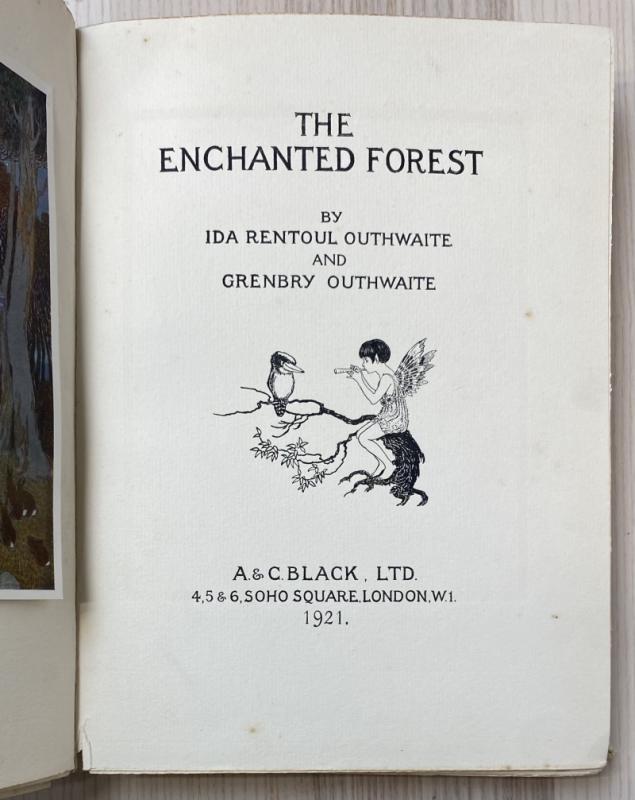 THE
ENCHANTED FOREST
BY
IDA RENTOUL OUTHWAITE
AND
GRENBRY OUTHWAITE
A. & C. BLACK, LTD.
4, 5 & 6, SOHO SQUARE, LONDON, W.1.
1921.